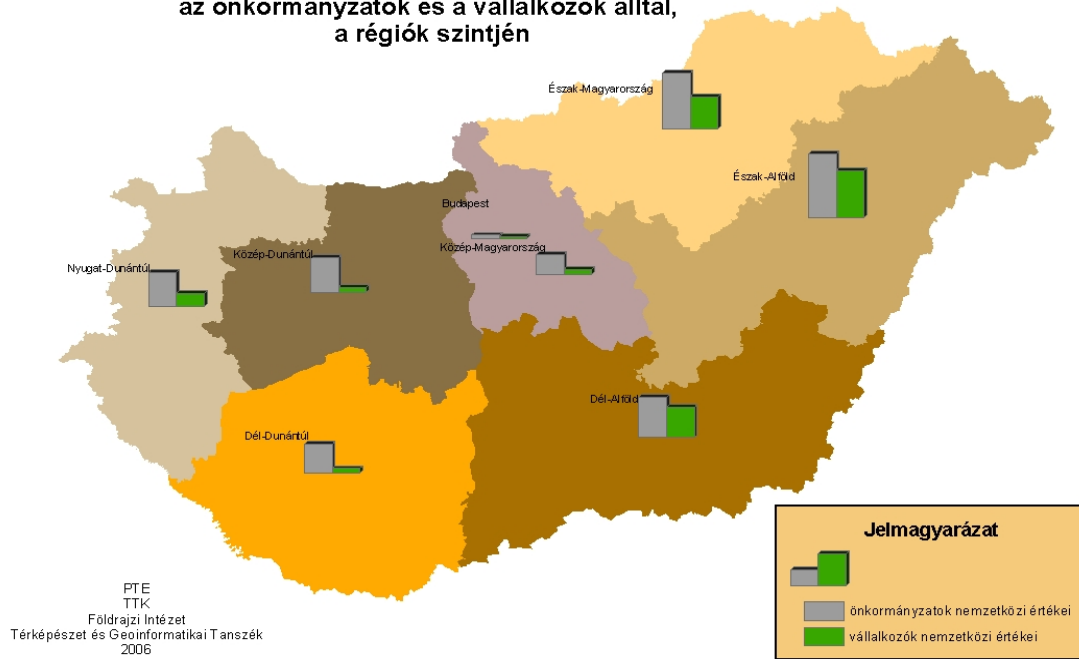 az önkormányzatok és a vállalkozók álltal,
a régiók szintjén
Észak-Magyarország
Észak-Alföld
Budapest
Közép-Magyarország
Közép-Dunántúl
Nyugat-Dunántúl
Dél-Alföld
Dél-Dunántúl
Jelmagyarázat
önkormányzatok nemzetközi értékei
vállalkozók nemzetközi értékei
PTE
TTK
Földrajzi Intézet
Térképészet és Geoinformatikai Tanszék
2006